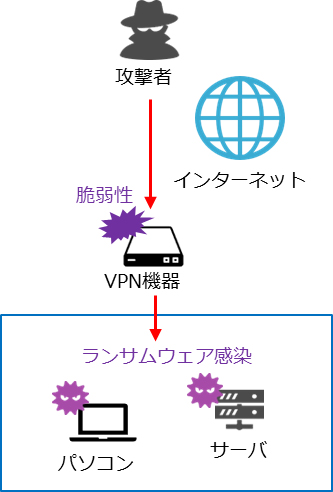 攻撃者
インターネット
脆弱性
VPN機器
ランサムウェア感染
パソコン
サーバ